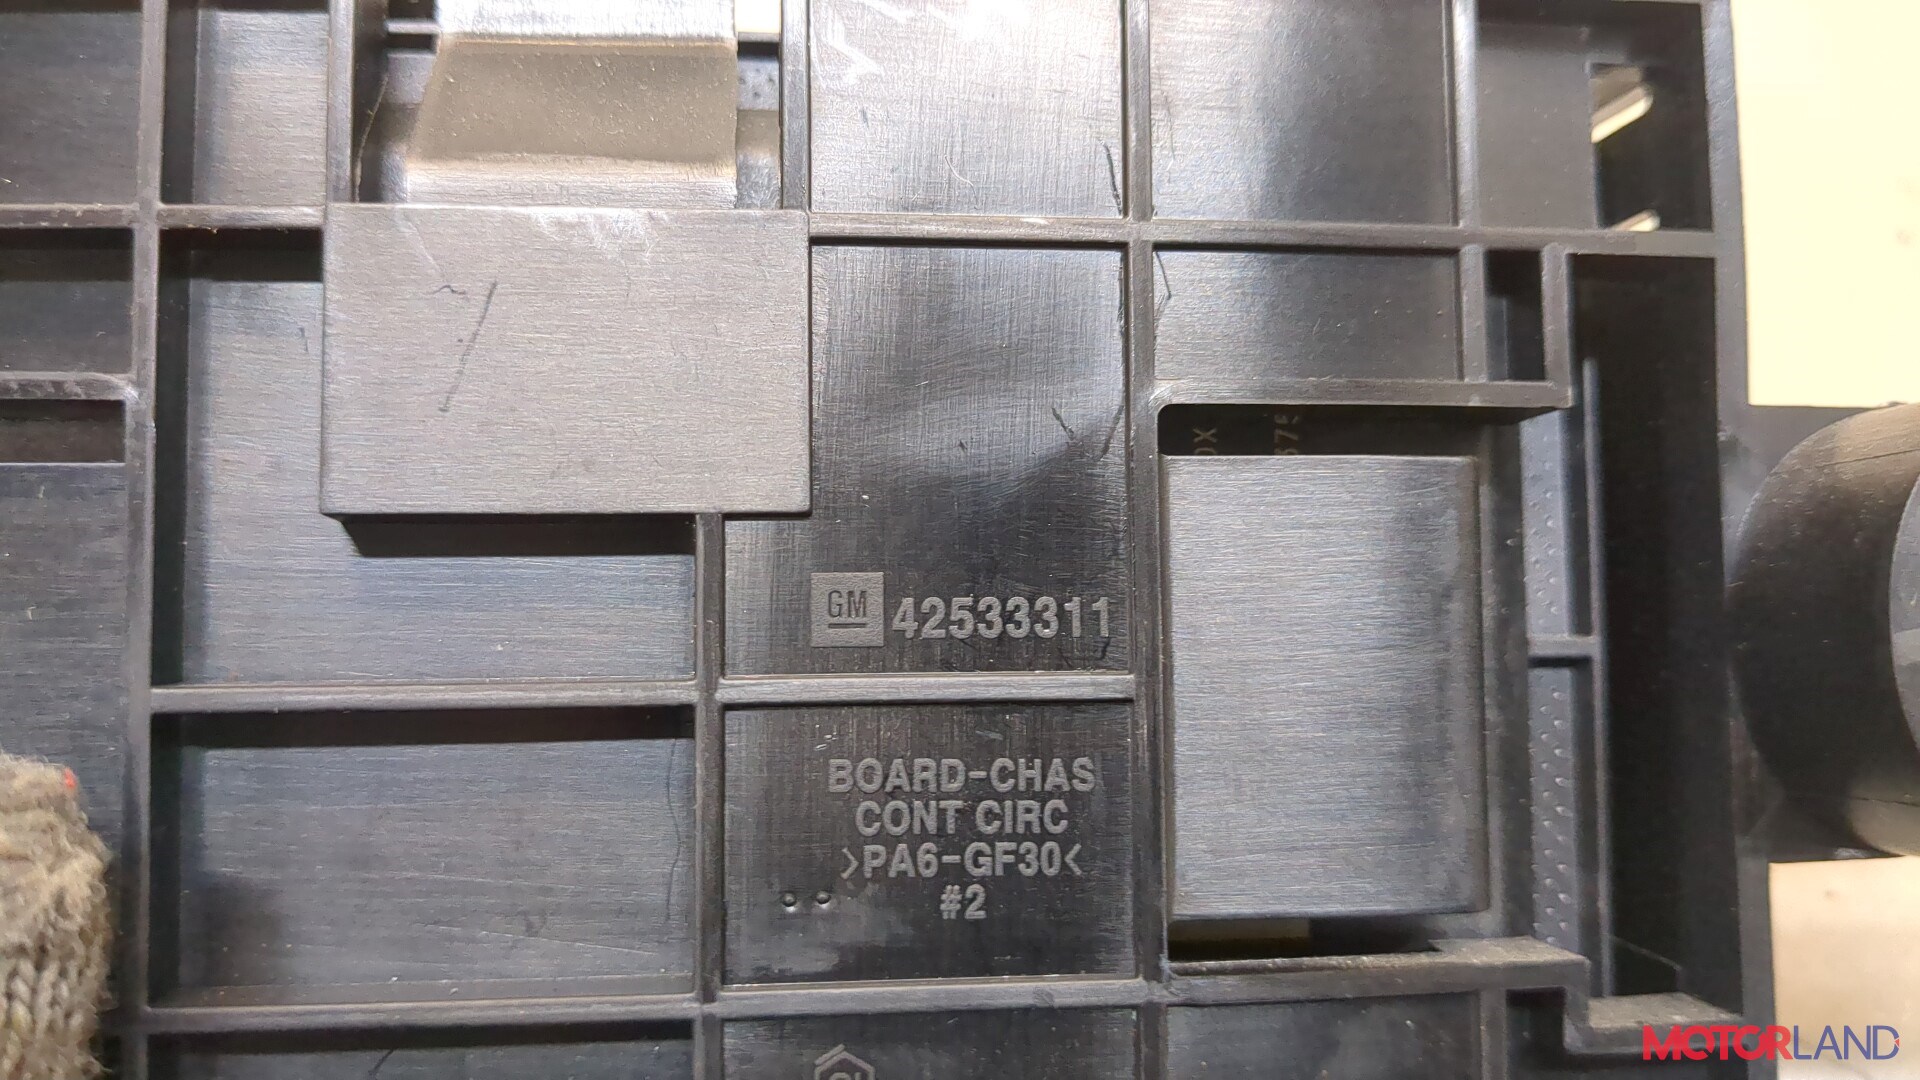 GM 42533311
BOARD-CHAS
CONT CIRC
>PA6-GF30<
#2
MOTORLAND